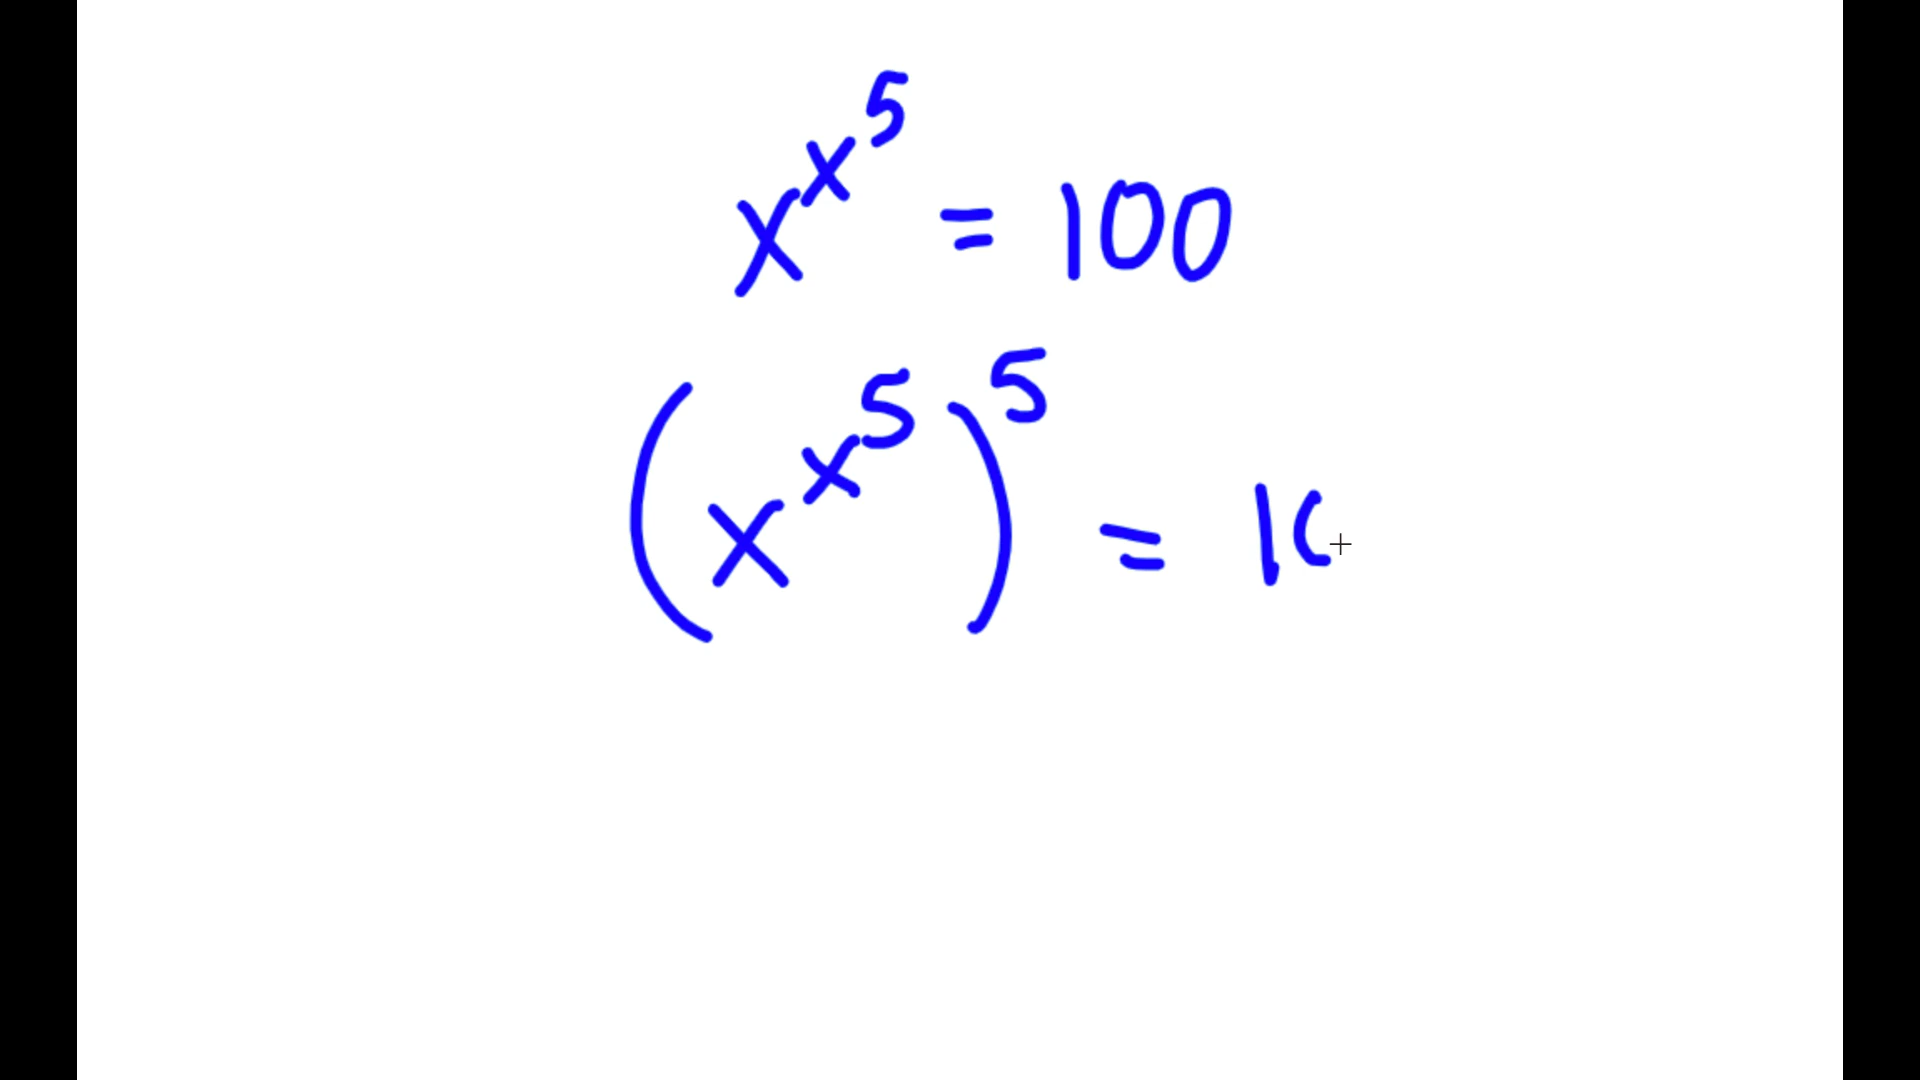 x^x^5 = 100
(x^x^5)^5 = 10